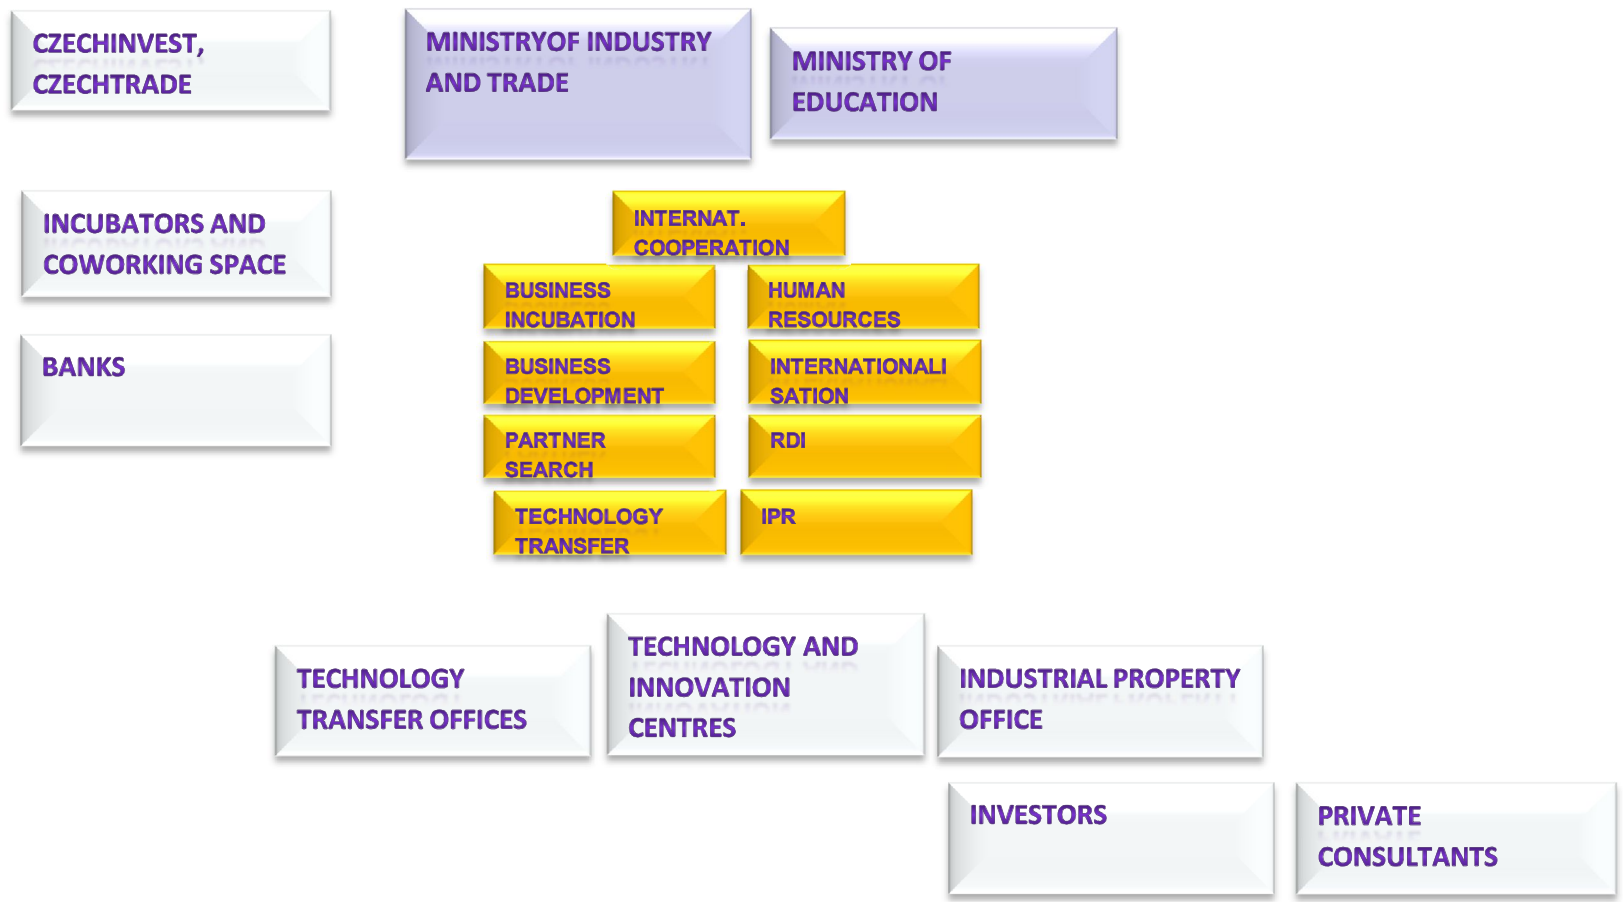 CZECHINVEST,
CZECHTRADE
MINISTRYOF INDUSTRY
AND TRADE
MINISTRY OF
EDUCATION
INCUBATORS AND
COWORKING SPACE
BANKS
INTERNAT.
COOPERATION
BUSINESS
INCUBATION
HUMAN
RESOURCES
BUSINESS
DEVELOPMENT
INTERNATIONALI
SATION
PARTNER
SEARCH
RDI
TECHNOLOGY
TRANSFER
IPR
TECHNOLOGY
TRANSFER OFFICES
TECHNOLOGY AND
INNOVATION
CENTRES
INDUSTRIAL PROPERTY
OFFICE
INVESTORS
PRIVATE
CONSULTANTS